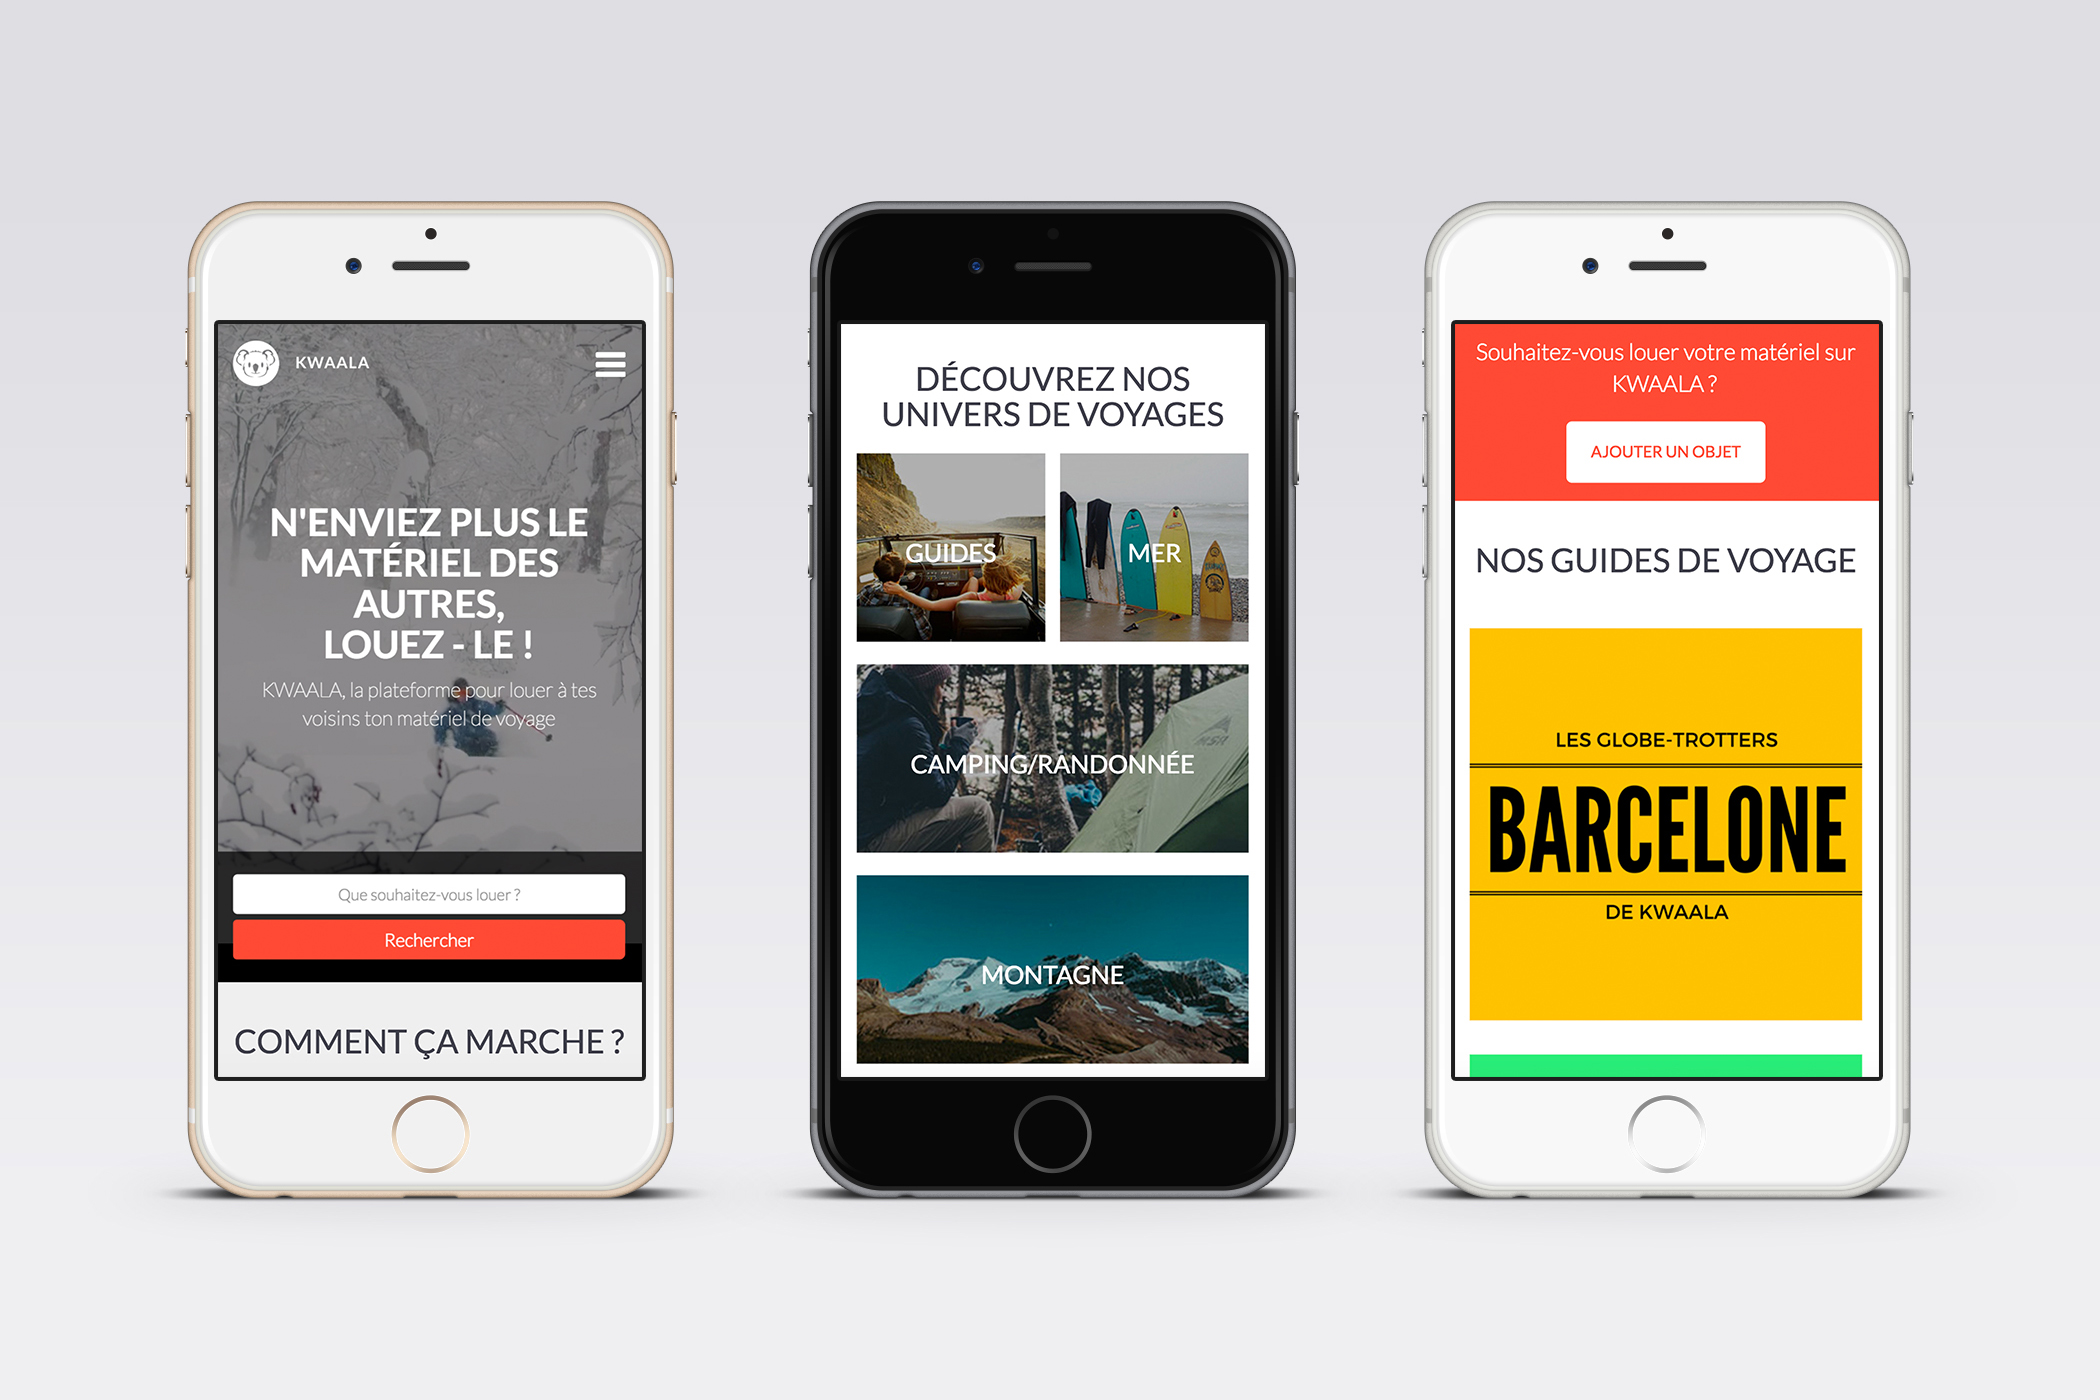 KWAALA
N'ENVIEZ PLUS LE
MATÉRIEL DES
AUTRES,
LOUEZ - LE !
KWAALA, la plateforme pour louer à tes
voisins ton matériel de voyage
Que souhaitez-vous louer ?
Rechercher
COMMENT ÇA MARCHE ?
DÉCOUVREZ NOS
UNIVERS DE VOYAGES
GUIDES
MER
CAMPING/RANDONNÉE
MSR
MONTAGNE
Souhaitez-vous louer votre matériel sur
KWAALA ?
AJOUTER UN OBJET
NOS GUIDES DE VOYAGE
LES GLOBE-TROTTERS
BARCELONE
DE KWAALA